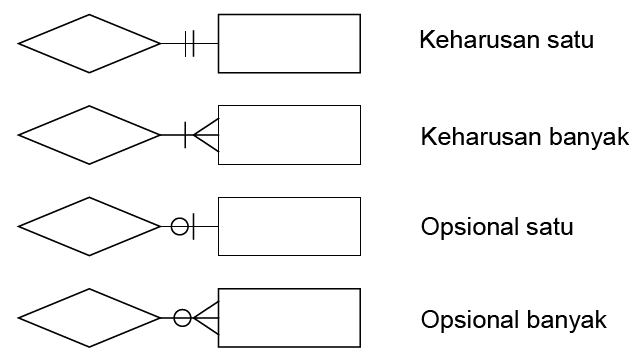 Keharusan satu
Keharusan banyak
Opsional satu
Opsional banyak